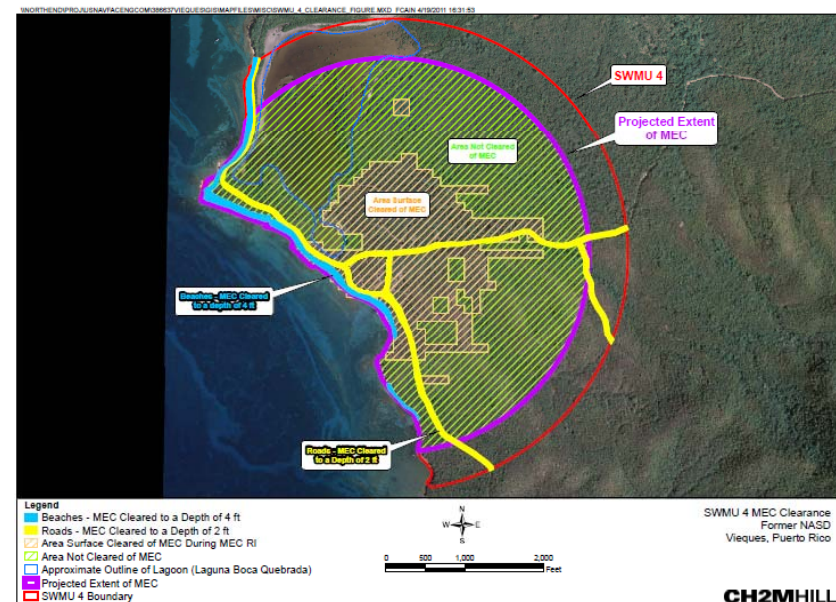 \\NORTHEND\PROJ\USNAVFACENGCOM\386637VIEQUES\GIS\MAPFILES\MISC\SWMU_4_CLEARANCE_FIGURE.MXD FCAIN 4/19/2011 16:31:53
SWMU 4
Projected Extent
of MEC
Area Not Cleared
of MEC
Area Surface
Cleared of MEC
Beaches - MEC Cleared
to a depth of 4 ft
Roads - MEC Cleared
to a Depth of 2 ft
Legend
Beaches - MEC Cleared to a Depth of 4 ft
Roads - MEC Cleared to a Depth of 2 ft
Area Surface Cleared of MEC During MEC RI
Area Not Cleared of MEC
Approximate Outline of Lagoon (Laguna Boca Quebrada)
Projected Extent of MEC
SWMU 4 Boundary
N
W E
S
0 500 1,000 2,000
Feet
SWMU 4 MEC Clearance
Former NASD
Vieques, Puerto Rico
CH2MHILL